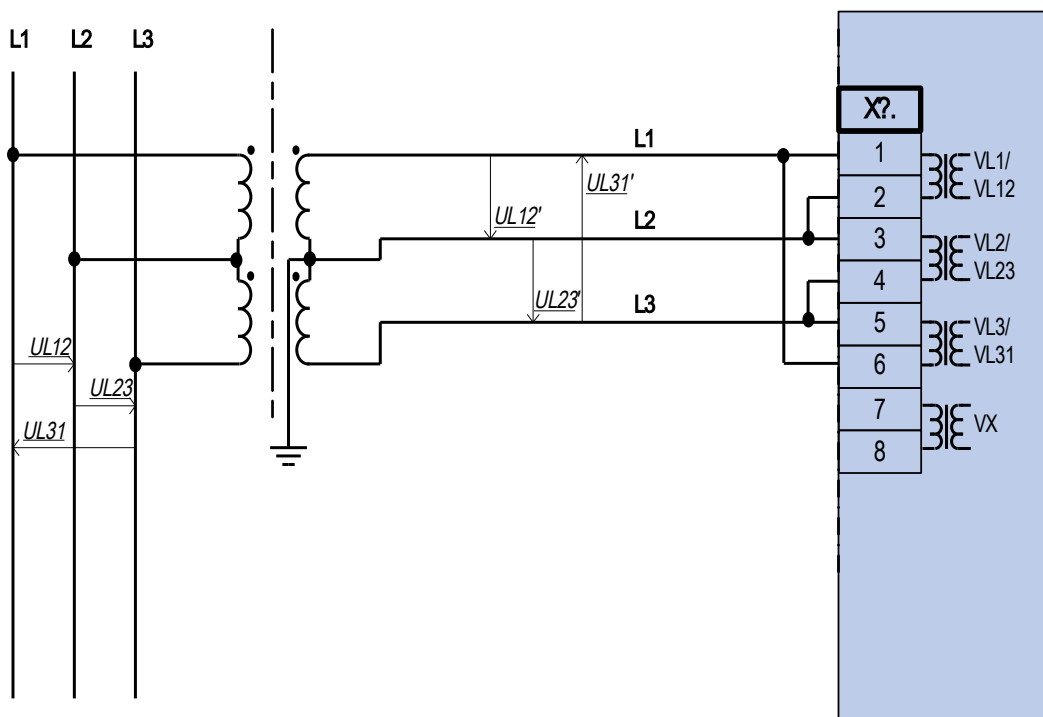 L1 L2 L3
X?.
L1
1
VL1/
VL12
UL31'
2
UL12'
L2
3
VL2/
VL23
4
UL23'
L3
5
VL3/
VL31
UL12
6
UL23
7
VX
UL31
8